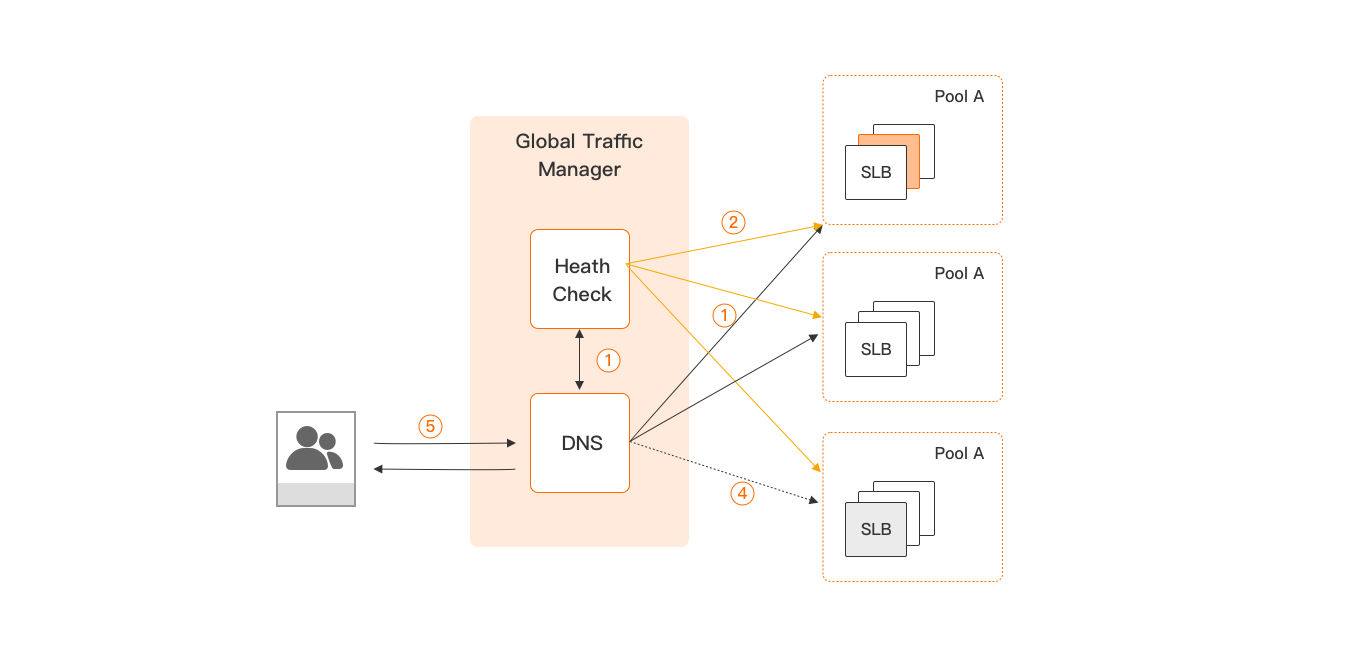 Global Traffic
Manager
Heath
Check
①
DNS
⑤
②
①
④
Pool A
SLB
Pool A
SLB
Pool A
SLB